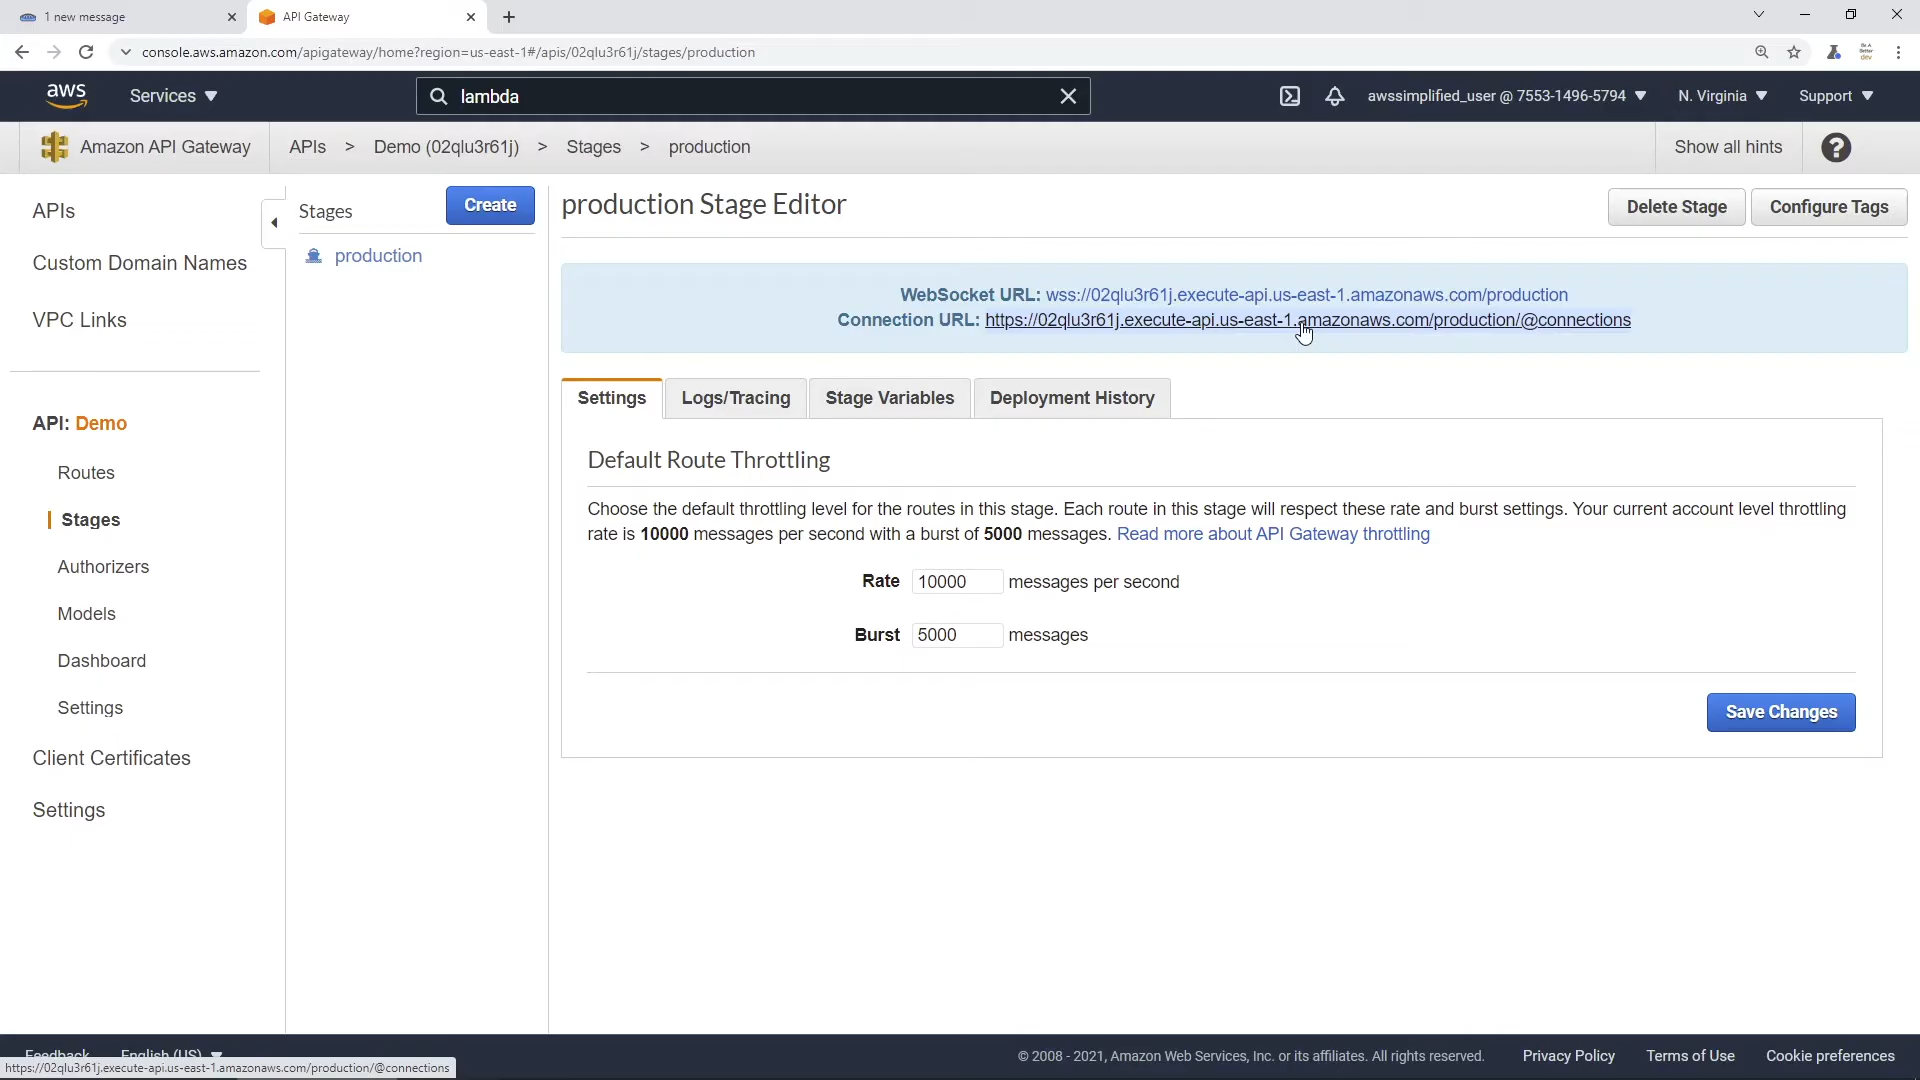 1 new message
API Gateway
console.aws.amazon.com/apigateway/home?region=us-east-1#/apis/02qlu3r61j/stages/production
Be A Better dev
aws
Services
lambda
awssimplified_user @ 7553-1496-5794
N. Virginia
Support
Amazon API Gateway
APIs > Demo (02qlu3r61j) > Stages > production
Show all hints
?
APIs
Custom Domain Names
VPC Links
API: Demo
Routes
Stages
Authorizers
Models
Dashboard
Settings
Client Certificates
Settings
Stages
Create
production
production Stage Editor
Delete Stage
Configure Tags
WebSocket URL: wss://02qlu3r61j.execute-api.us-east-1.amazonaws.com/production
Connection URL: https://02qlu3r61j.execute-api.us-east-1.amazonaws.com/production/@connections
Settings
Logs/Tracing
Stage Variables
Deployment History
Default Route Throttling
Choose the default throttling level for the routes in this stage. Each route in this stage will respect these rate and burst settings. Your current account level throttling
rate is 10000 messages per second with a burst of 5000 messages. Read more about API Gateway throttling
Rate 10000 messages per second
Burst 5000 messages
Save Changes
Feedback
English (US)
© 2008 - 2021, Amazon Web Services, Inc. or its affiliates. All rights reserved.
Privacy Policy
Terms of Use
Cookie preferences
https://02qlu3r61j.execute-api.us-east-1.amazonaws.com/production/@connections